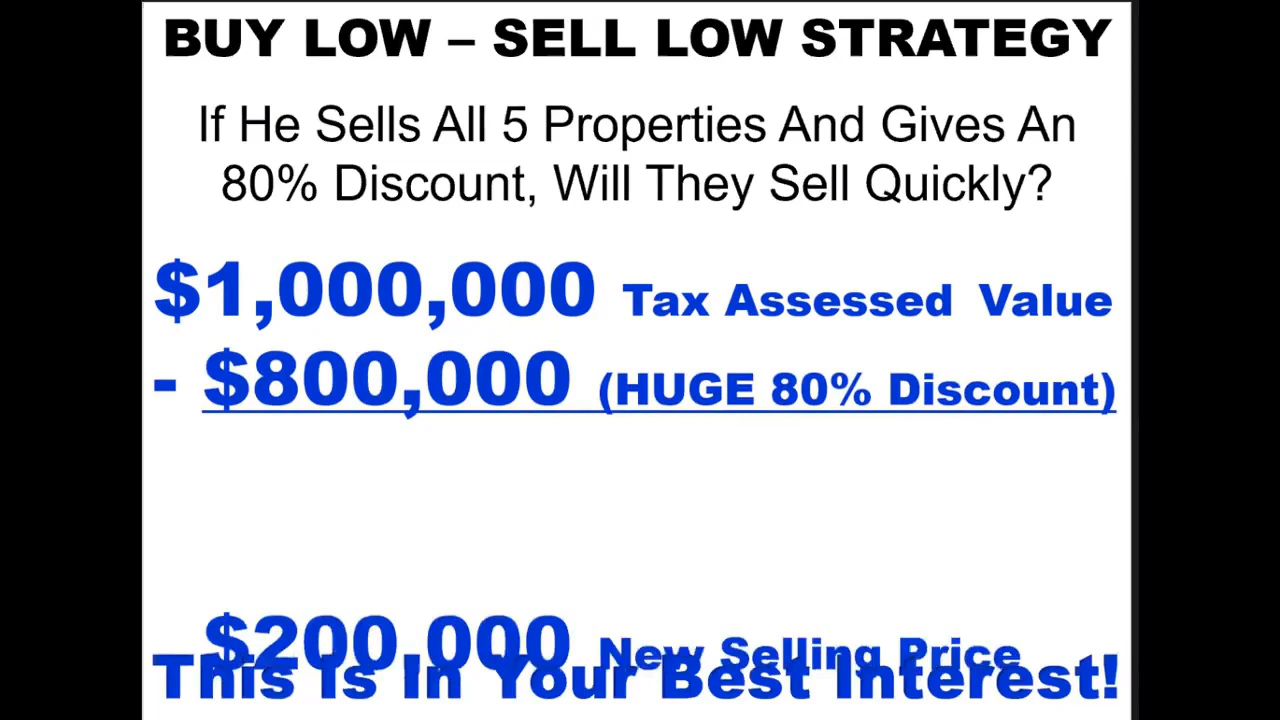 BUY LOW – SELL LOW STRATEGY
If He Sells All 5 Properties And Gives An
80% Discount, Will They Sell Quickly?
$1,000,000 Tax Assessed Value
- $800,000 (HUGE 80% Discount)
$200,000 New Selling Price
This Is In Your Best Interest!